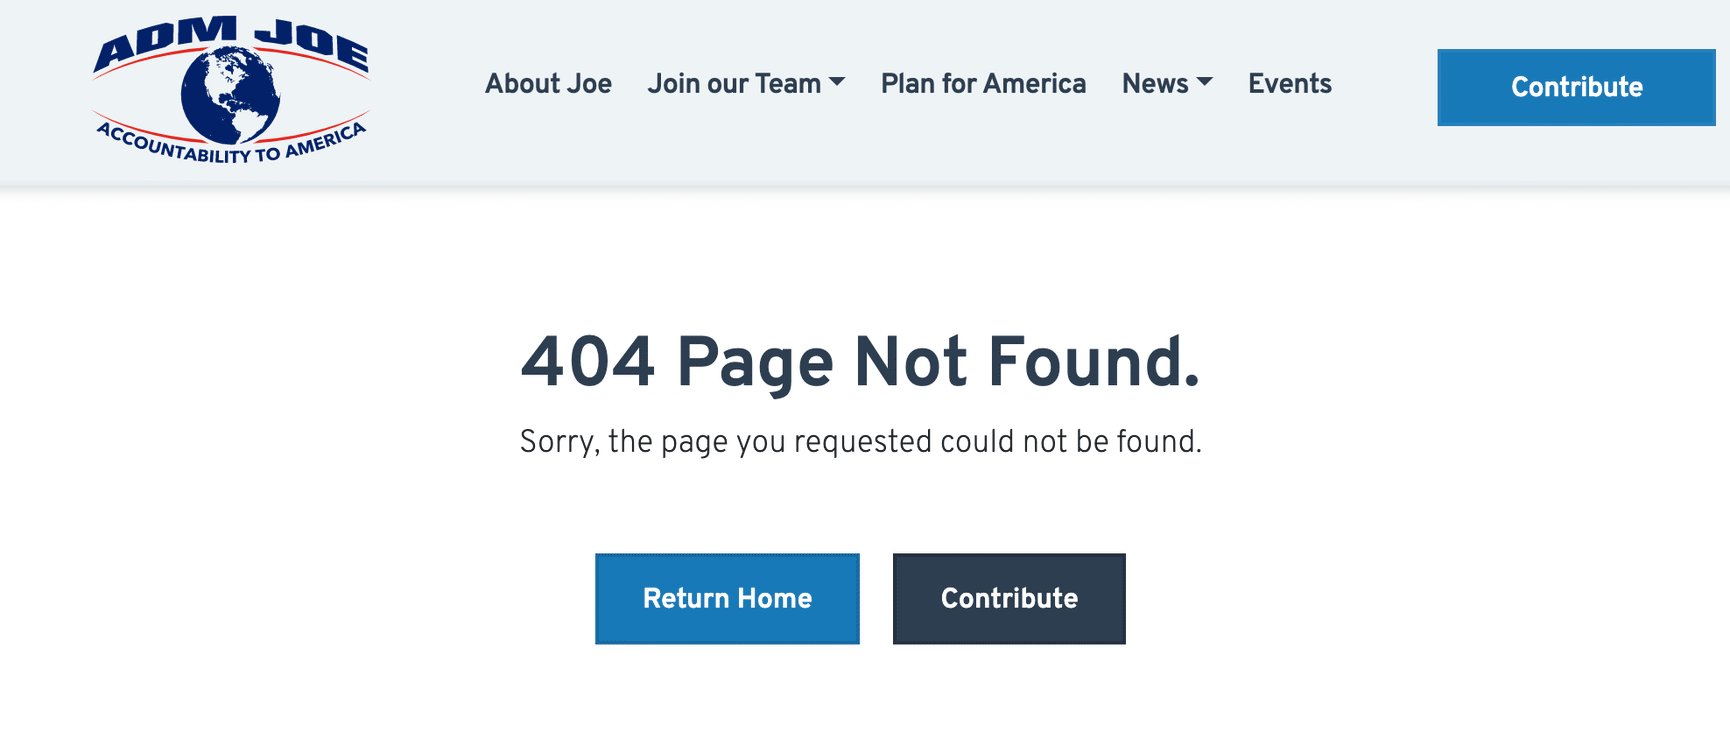 ADM JOE
ACCOUNTABILITY TO AMERICA
About Joe Join our Team Plan for America News Events Contribute
404 Page Not Found.
Sorry, the page you requested could not be found.
Return Home Contribute